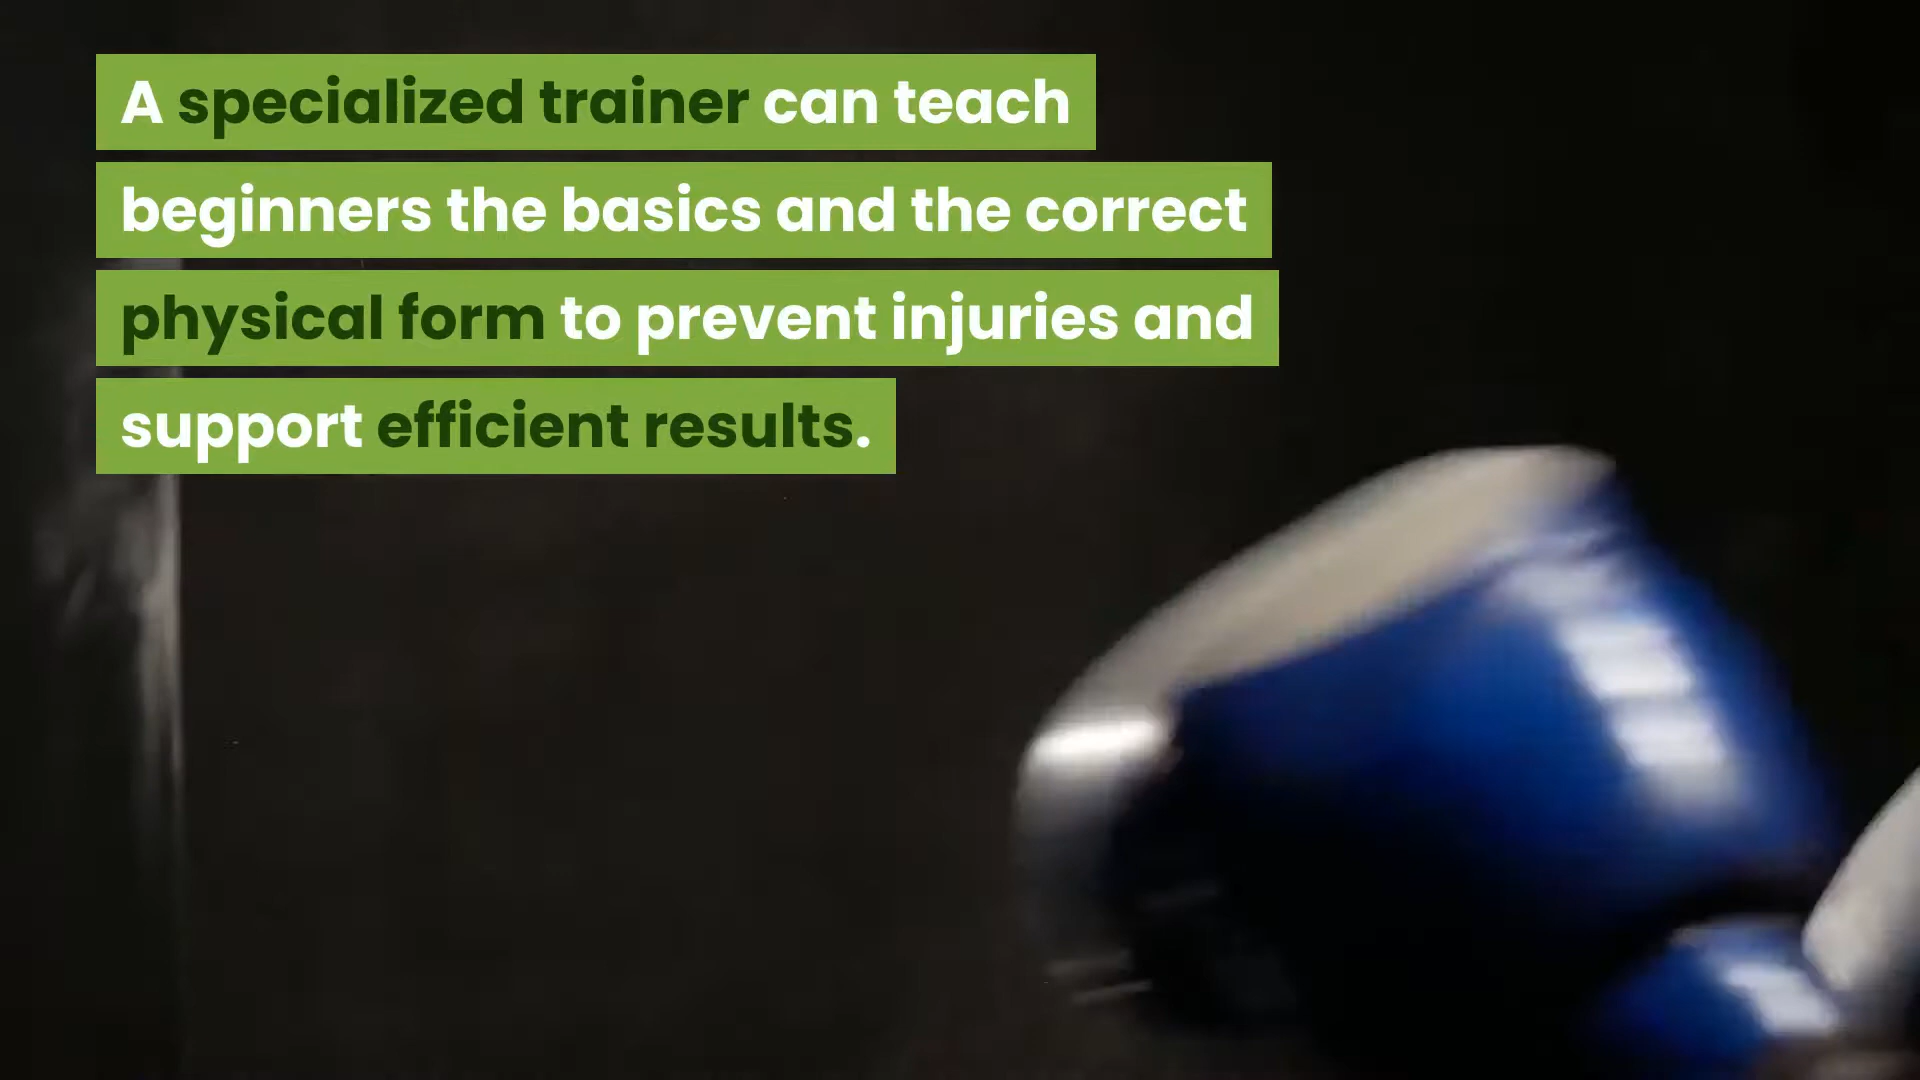 A specialized trainer can teach
beginners the basics and the correct
physical form to prevent injuries and
support efficient results.